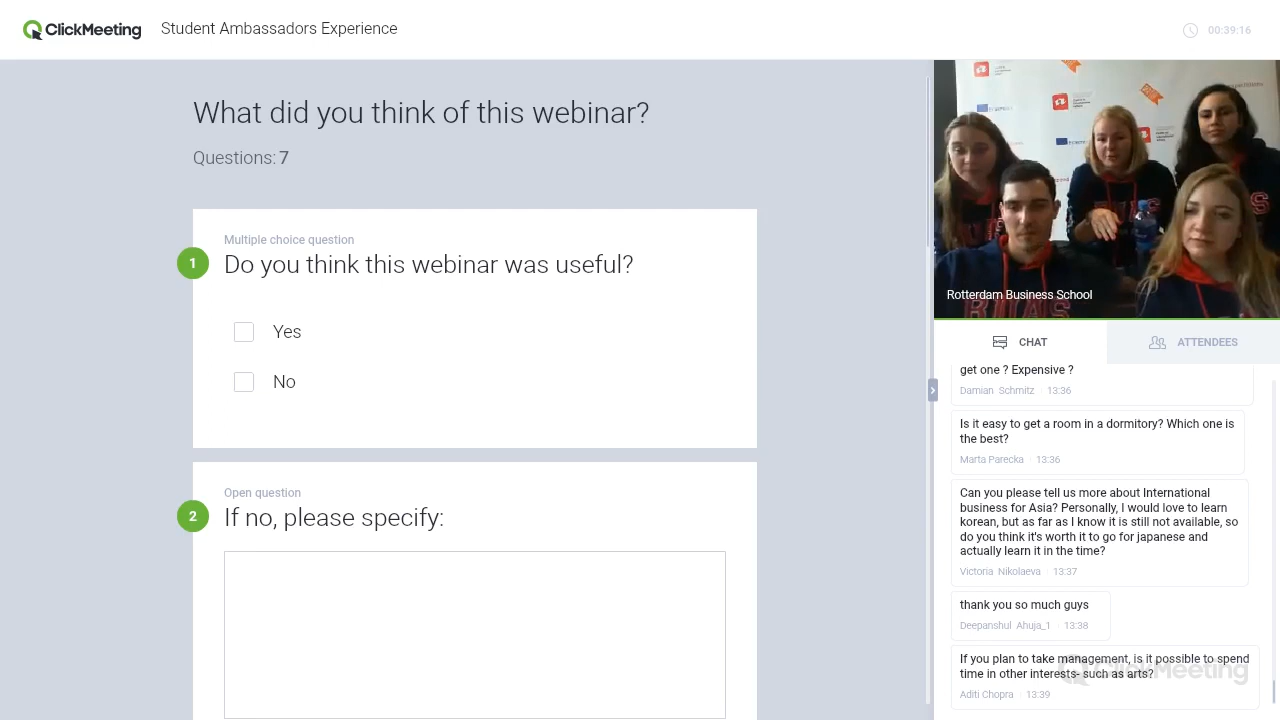 ClickMeeting
Student Ambassadors Experience
00:39:16
What did you think of this webinar?
Questions: 7
Multiple choice question
1
Do you think this webinar was useful?
Yes
No
Open question
2
If no, please specify:
Rotterdam Business School
CHAT
ATTENDEES
get one ? Expensive ?
Damian Schmitz · 13:36
Is it easy to get a room in a dormitory? Which one is
the best?
Marta Parecka · 13:36
Can you please tell us more about International
business for Asia? Personally, I would love to learn
korean, but as far as I know it is still not available, so
do you think it's worth it to go for japanese and
actually learn it in the time?
Victoria Nikolaeva · 13:37
thank you so much guys
Deepanshul Ahuja_1 · 13:38
If you plan to take management, is it possible to spend
time in other interests- such as arts?
Aditi Chopra · 13:39
ClickMeeting